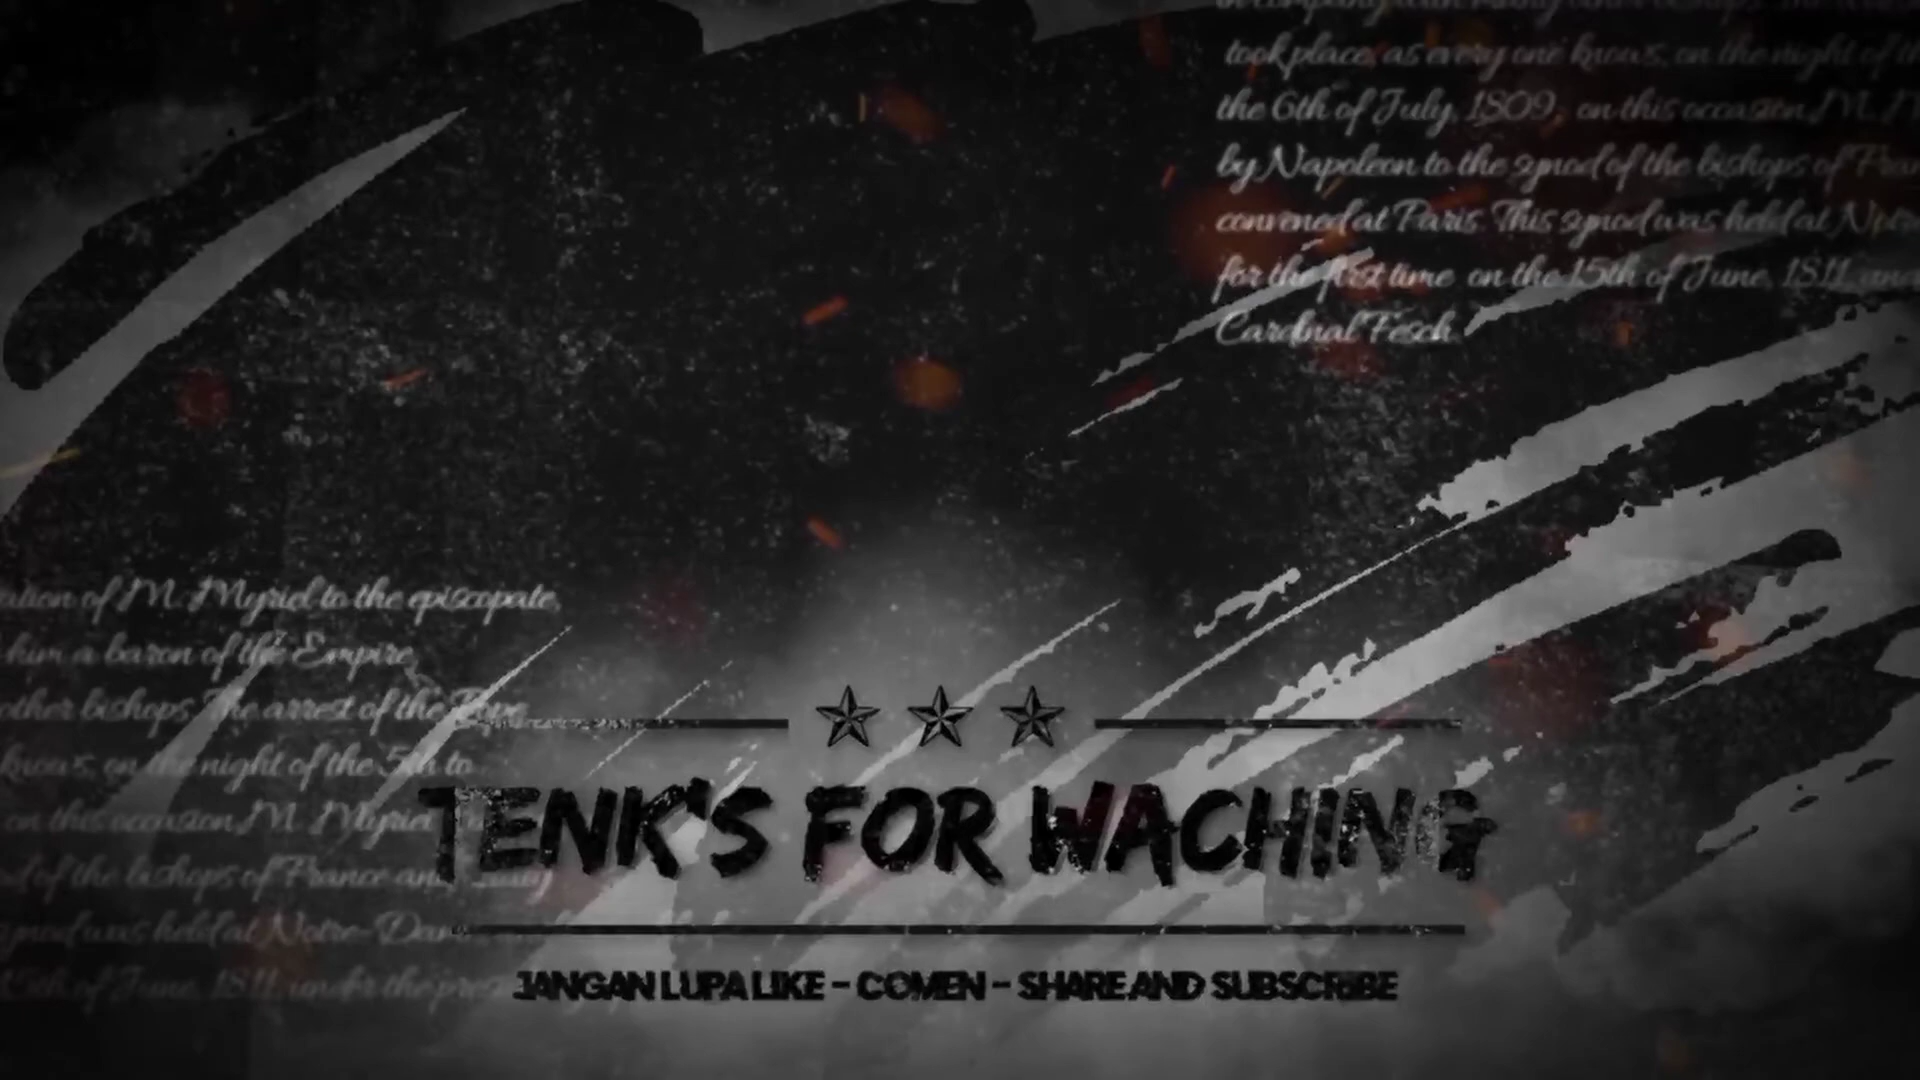 took place, as every one knows, on the night of the
the 6th of July, 1809; on this occasion, M. M
by Napoleon to the synod of the bishops of Fran
convened at Paris. This synod was held at Notre
for the first time on the 15th of June, 1811, und
Cardinal Fesch.
ation of M. Myriel to the episcopate,
him a baron of the Empire,
other bishops. The arrest of the Pope
knows, on the night of the 5th to
on this occasion, M. Myriel
of the bishops of France and Italy
synod was held at Notre-Dame
15th of June, 1811, under the pres
TENK'S FOR WACHING
JANGAN LUPA LIKE - COMEN - SHARE AND SUBSCRIBE